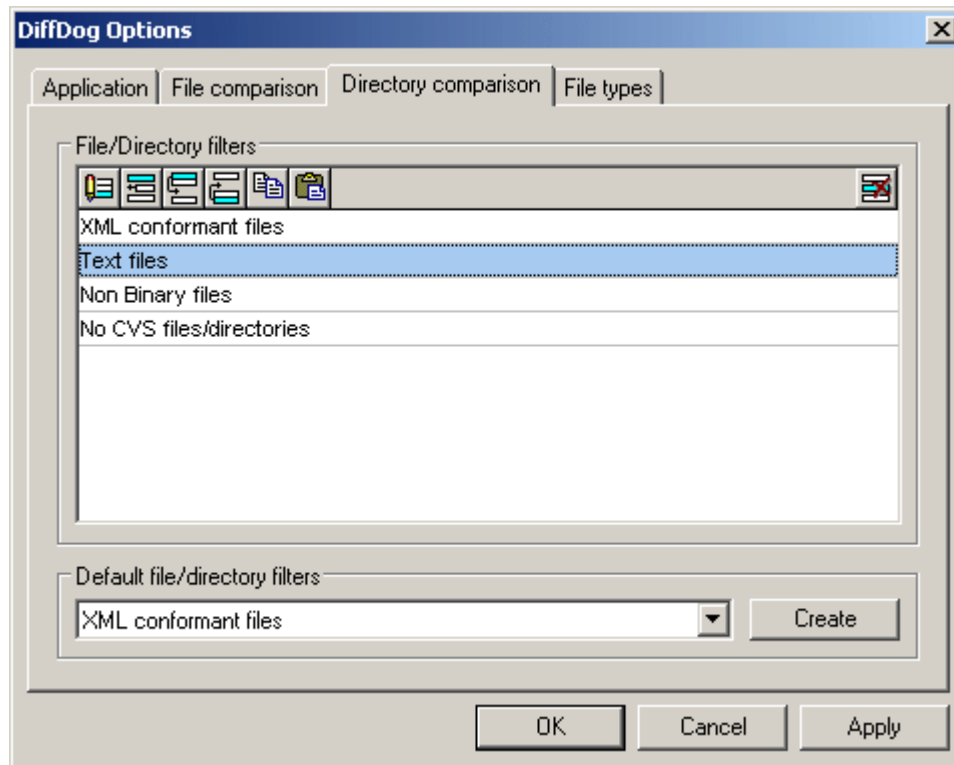 DiffDog Options
Application File comparison Directory comparison File types
File/Directory filters
XML conformant files
Text files
Non Binary files
No CVS files/directories
Default file/directory filters
XML conformant files Create
OK Cancel Apply